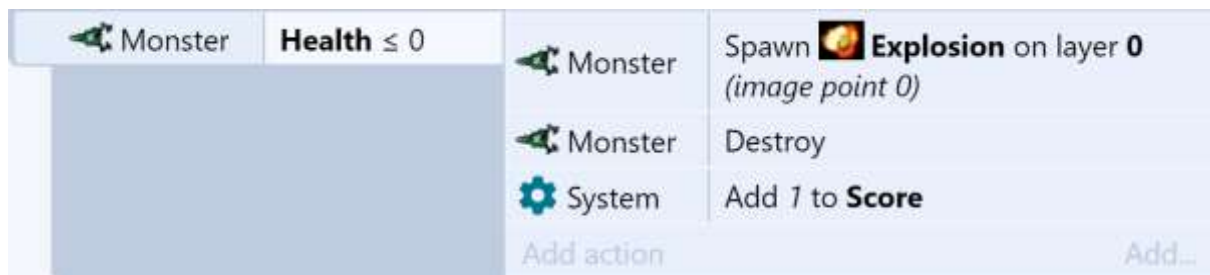 Monster Health ≤ 0
Monster Spawn Explosion on layer 0
(image point 0)
Monster Destroy
System Add 1 to Score
Add action Add...